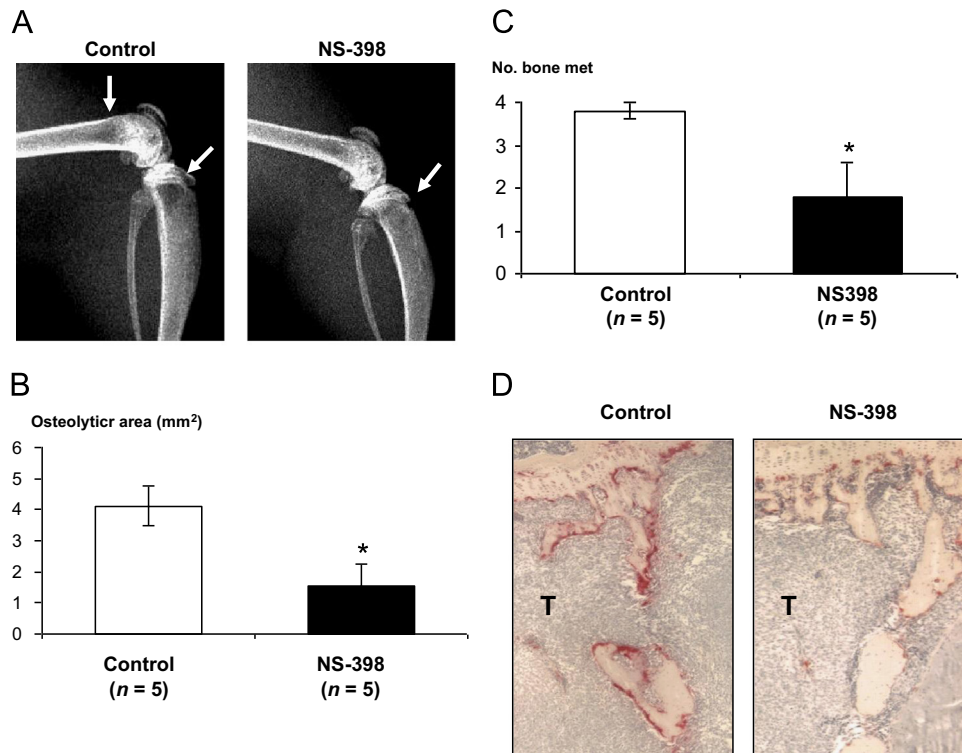 A
Control
NS-398
B
Osteolyticr area (mm²)
6
5
4
3
2
1
0
*
Control
(n = 5)
NS-398
(n = 5)
C
No. bone met
4
3
2
1
0
*
Control
(n = 5)
NS398
(n = 5)
D
Control
NS-398
T
T